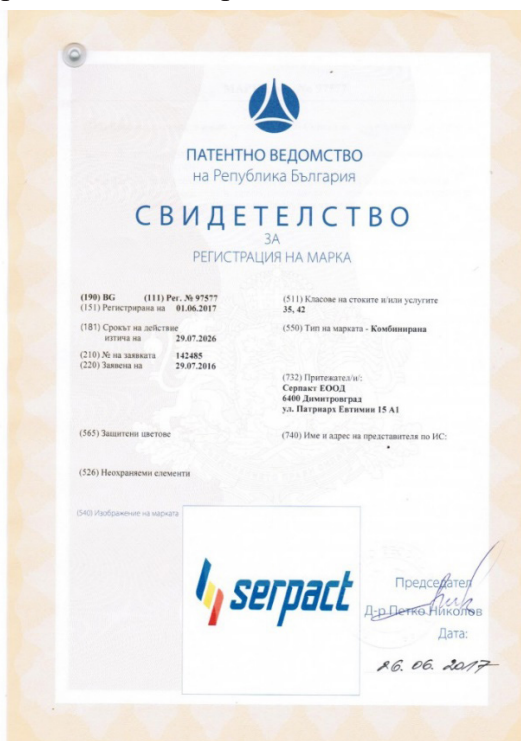 ПАТЕНТНО ВЕДОМСТВО
на Република България
СВИДЕТЕЛСТВО
ЗА
РЕГИСТРАЦИЯ НА МАРКА
(190) BG (111) Рег. № 97577
(151) Регистрирана на 01.06.2017
(181) Срокът на действие
изтича на 29.07.2026
(210) № на заявката 142485
(220) Заявена на 29.07.2016
(511) Класове на стоките и/или услугите
35, 42
(550) Тип на марката - Комбинирана
(732) Притежател/и/:
Серпакт ЕООД
6400 Димитровград
ул. Патриарх Евтимии 15 А1
(565) Защитени цветове
(740) Име и адрес на представителя по ИС:
(526) Неохраняеми елементи
(540) Изображение на марката
serpact
Председател
Д-р Петко Николов
Дата:
26. 06. 2017